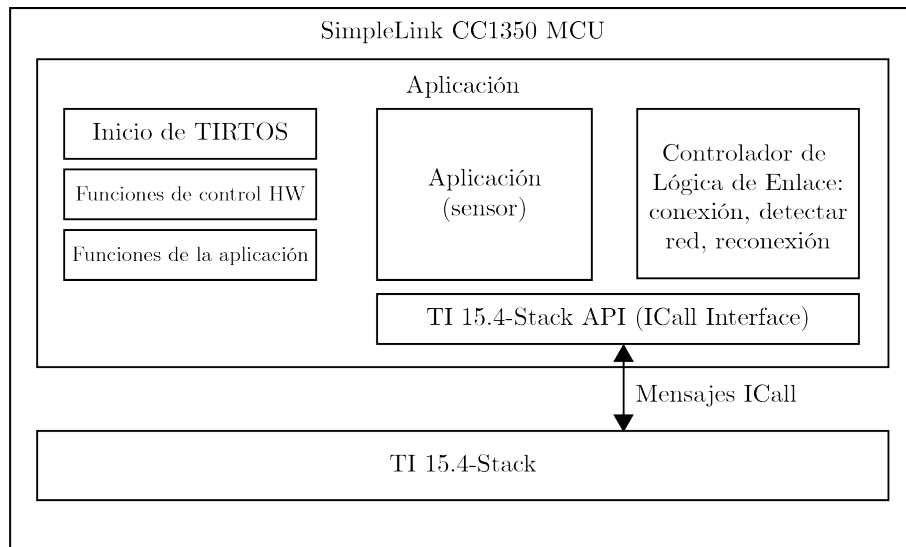 SimpleLink CC1350 MCU
Aplicación
Inicio de TIRTOS
Funciones de control HW
Funciones de la aplicación
Aplicación
(sensor)
Controlador de
Lógica de Enlace:
conexión, detectar
red, reconexión
TI 15.4-Stack API (ICall Interface)
Mensajes ICall
TI 15.4-Stack